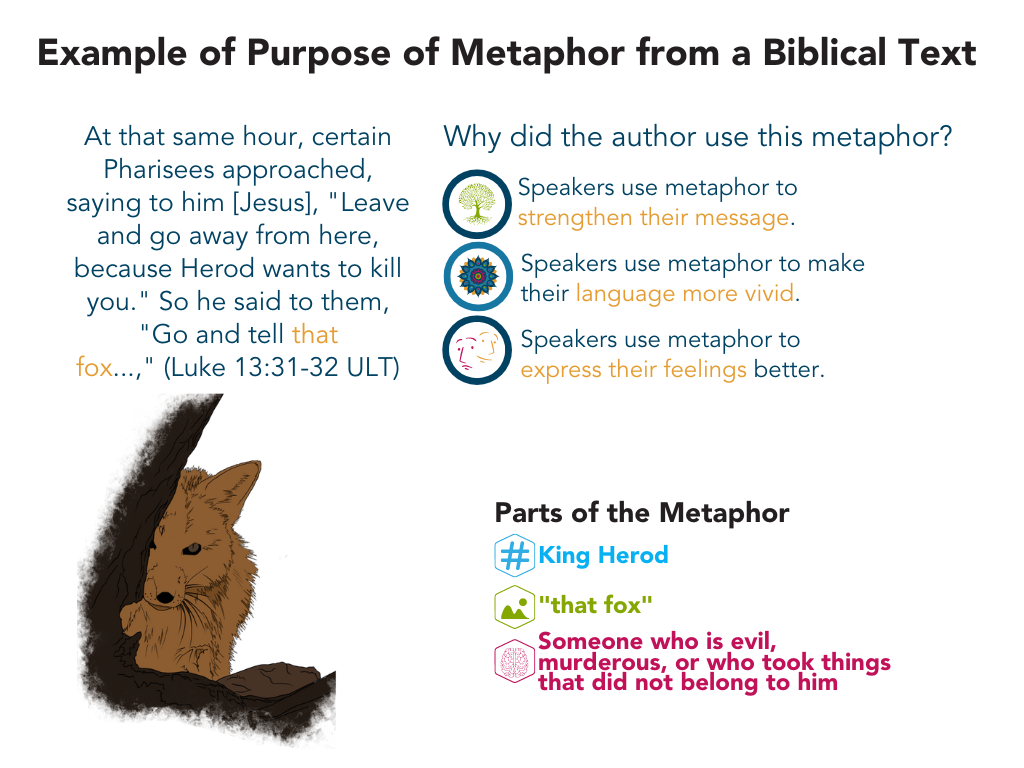 Example of Purpose of Metaphor from a Biblical Text
At that same hour, certain
Pharisees approached,
saying to him [Jesus], "Leave
and go away from here,
because Herod wants to kill
you." So he said to them,
"Go and tell that
fox...," (Luke 13:31-32 ULT)
Why did the author use this metaphor?
Speakers use metaphor to
strengthen their message.
Speakers use metaphor to make
their language more vivid.
Speakers use metaphor to
express their feelings better.
Parts of the Metaphor
# King Herod
"that fox"
Someone who is evil,
murderous, or who took things
that did not belong to him